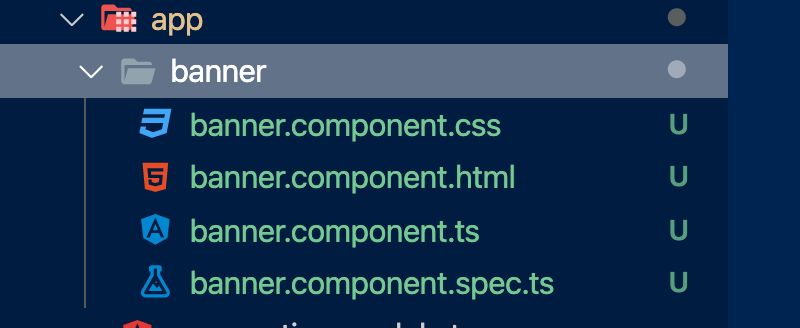 app
banner
banner.component.css U
banner.component.html U
banner.component.ts U
banner.component.spec.ts U